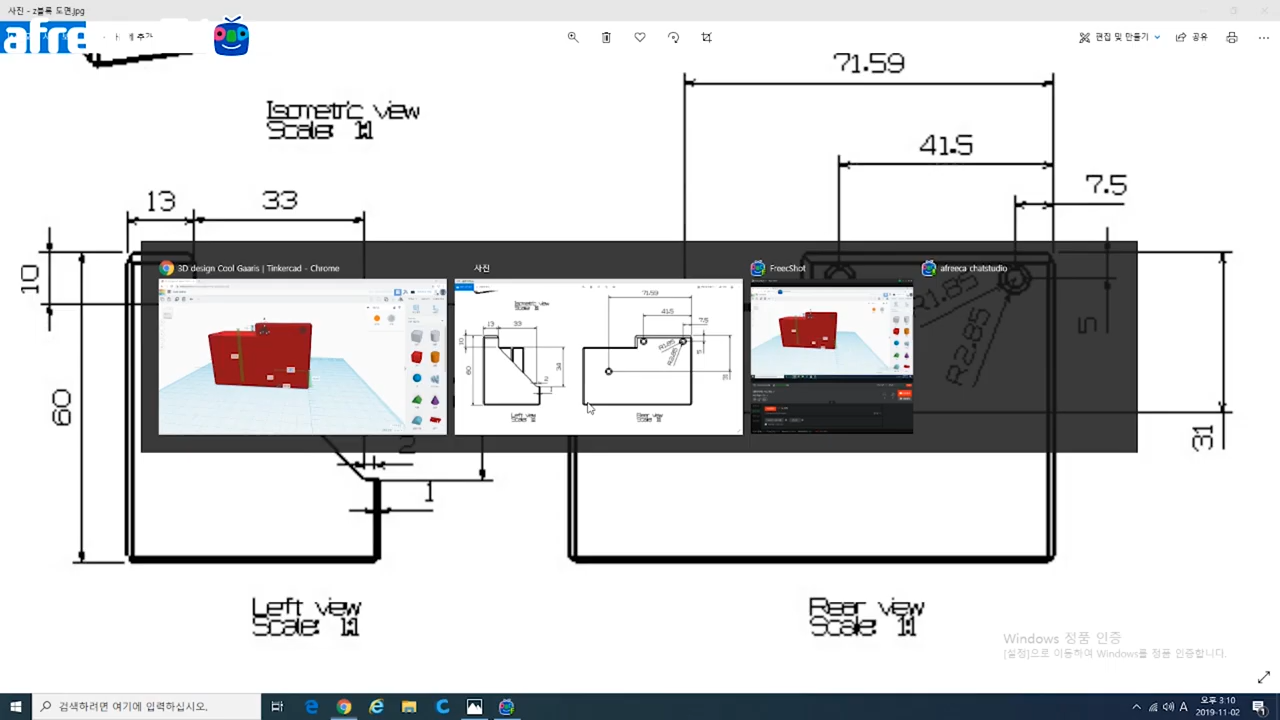 사진 - z블록 도면.jpg
afre
편집 및 만들기
공유
71.59
Isometric view
Scale: 1:1
41.5
7.5
13
33
10
3D design Cool Gaaris | Tinkercad - Chrome
사진
FreecShot
afreeca chatstudio
R1.85
R2.85
5
60
31
2
1
Left view
Scale: 1:1
Rear view
Scale: 1:1
Windows 정품 인증
[설정]으로 이동하여 Windows를 정품 인증합니다.
검색하려면 여기에 입력하십시오.
A
오후 3:10
2019-11-02
1